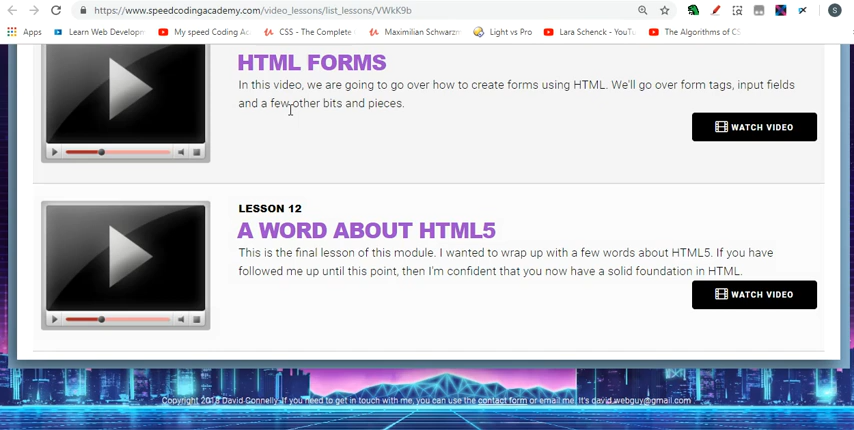 https://www.speedcodingacademy.com/video_lessons/list_lessons/VWkK9b
S
Apps
Learn Web Developm
My speed Coding Ac
CSS - The Complete
Maximilian Schwarzm
Light vs Pro
Lara Schenck - YouTu
The Algorithms of CS
HTML FORMS
In this video, we are going to go over how to create forms using HTML. We'll go over form tags, input fields
and a few other bits and pieces.
WATCH VIDEO
LESSON 12
A WORD ABOUT HTML5
This is the final lesson of this module. I wanted to wrap up with a few words about HTML5. If you have
followed me up until this point, then I'm confident that you now have a solid foundation in HTML.
WATCH VIDEO
Copyright 2018 David Connelly. If you need to get in touch with me, you can use the contact form or email me. It's david.webguy@gmail.com